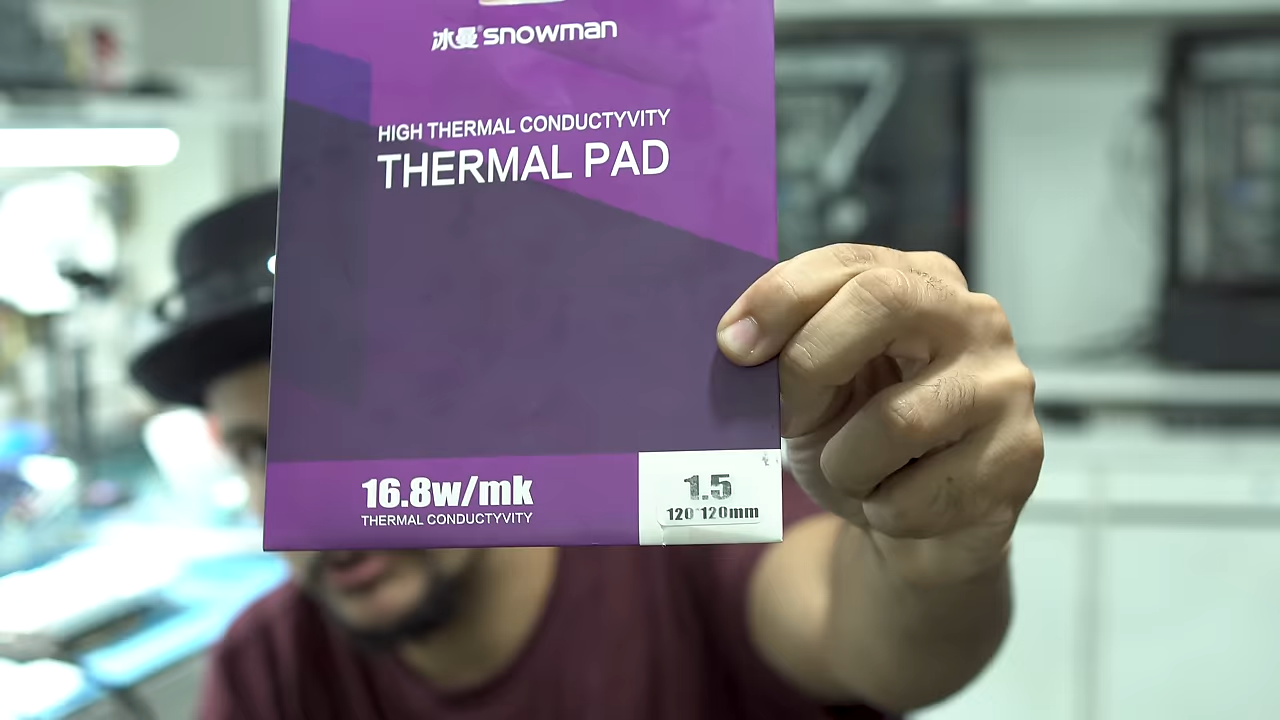 冰曼®snowman
HIGH THERMAL CONDUCTYVITY
THERMAL PAD
16.8w/mk
THERMAL CONDUCTYVITY
1.5
120*120mm